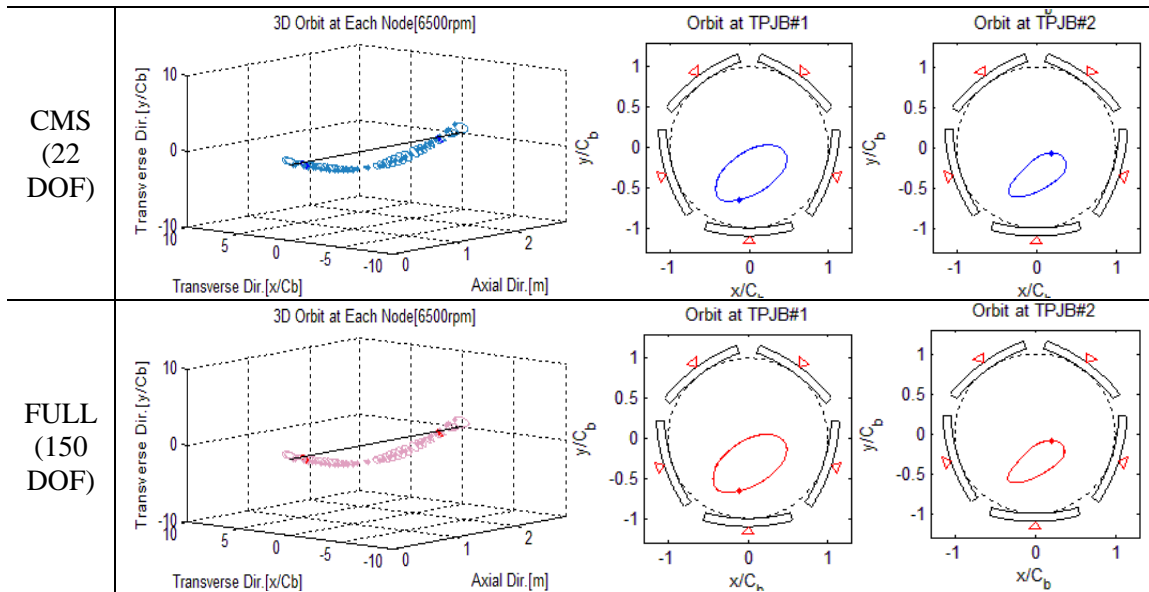 CMS
(22
DOF)
3D Orbit at Each Node[6500rpm]
Transverse Dir.[y/Cb]
10
0
-10
10
5
0
-5
-10
0
1
2
Transverse Dir.[x/Cb]
Axial Dir.[m]
Orbit at TPJB#1
y/C_b
1
0.5
0
-0.5
-1
-1
0
1
Orbit at TPJB#2
y/C_b
1
0.5
0
-0.5
-1
-1
0
1
FULL
(150
DOF)
3D Orbit at Each Node[6500rpm]
Transverse Dir.[y/Cb]
10
0
-10
10
5
0
-5
-10
0
1
2
Transverse Dir.[x/Cb]
Axial Dir.[m]
Orbit at TPJB#1
y/C_b
1
0.5
0
-0.5
-1
-1
0
1
x/C_b
Orbit at TPJB#2
1
0.5
0
-0.5
-1
-1
0
1
x/C_b